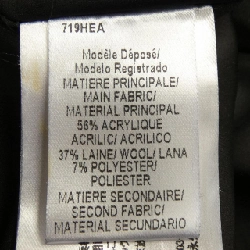 719HEA
Modèle Déposé/
Modelo Registrado
MATIERE PRINCIPALE/
MAIN FABRIC/
MATERIAL PRINCIPAL
56% ACRYLIQUE
ACRILIC/ ACRILICO
37% LAINE/ WOOL/ LANA
7% POLYESTER/
POLIESTER
MATIERE SECONDAIRE/
SECOND FABRIC/
MATERIAL SECUNDARIO